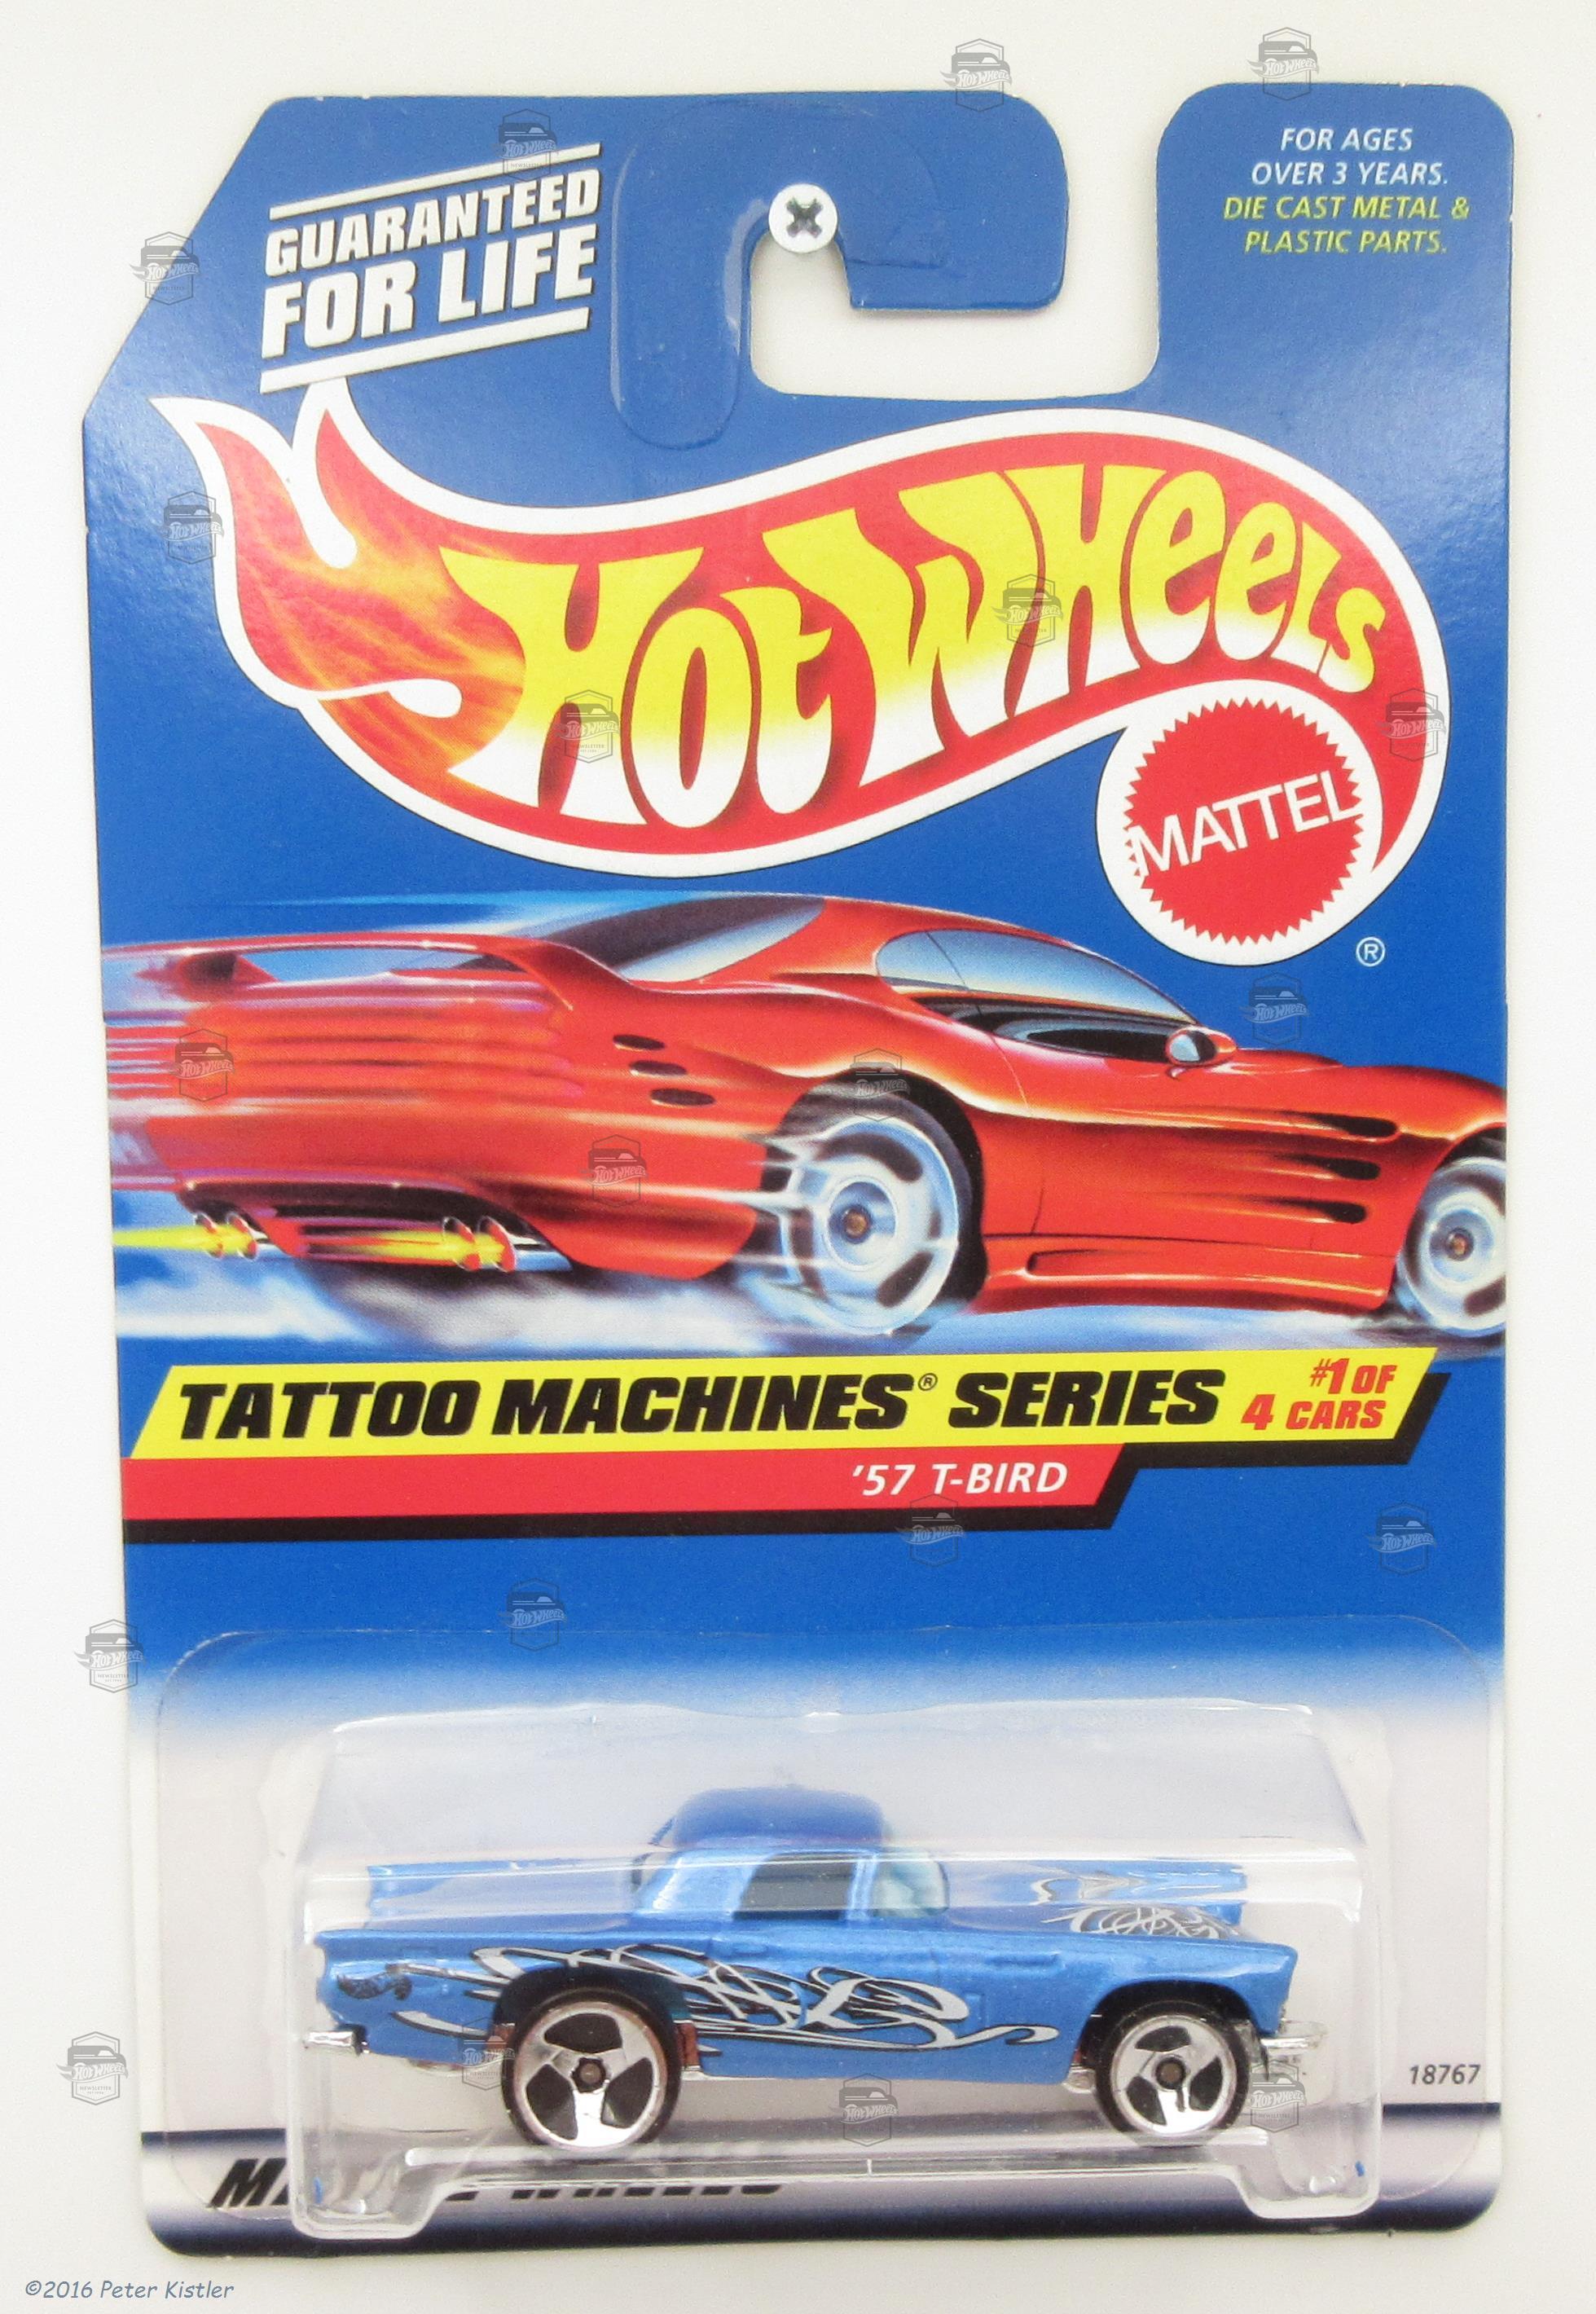 GUARANTEED
FOR LIFE
FOR AGES
OVER 3 YEARS.
DIE CAST METAL &
PLASTIC PARTS.
Hot Wheels
MATTEL
®
TATTOO MACHINES® SERIES #1 OF
4 CARS
'57 T-BIRD
18767
©2016 Peter Kistler